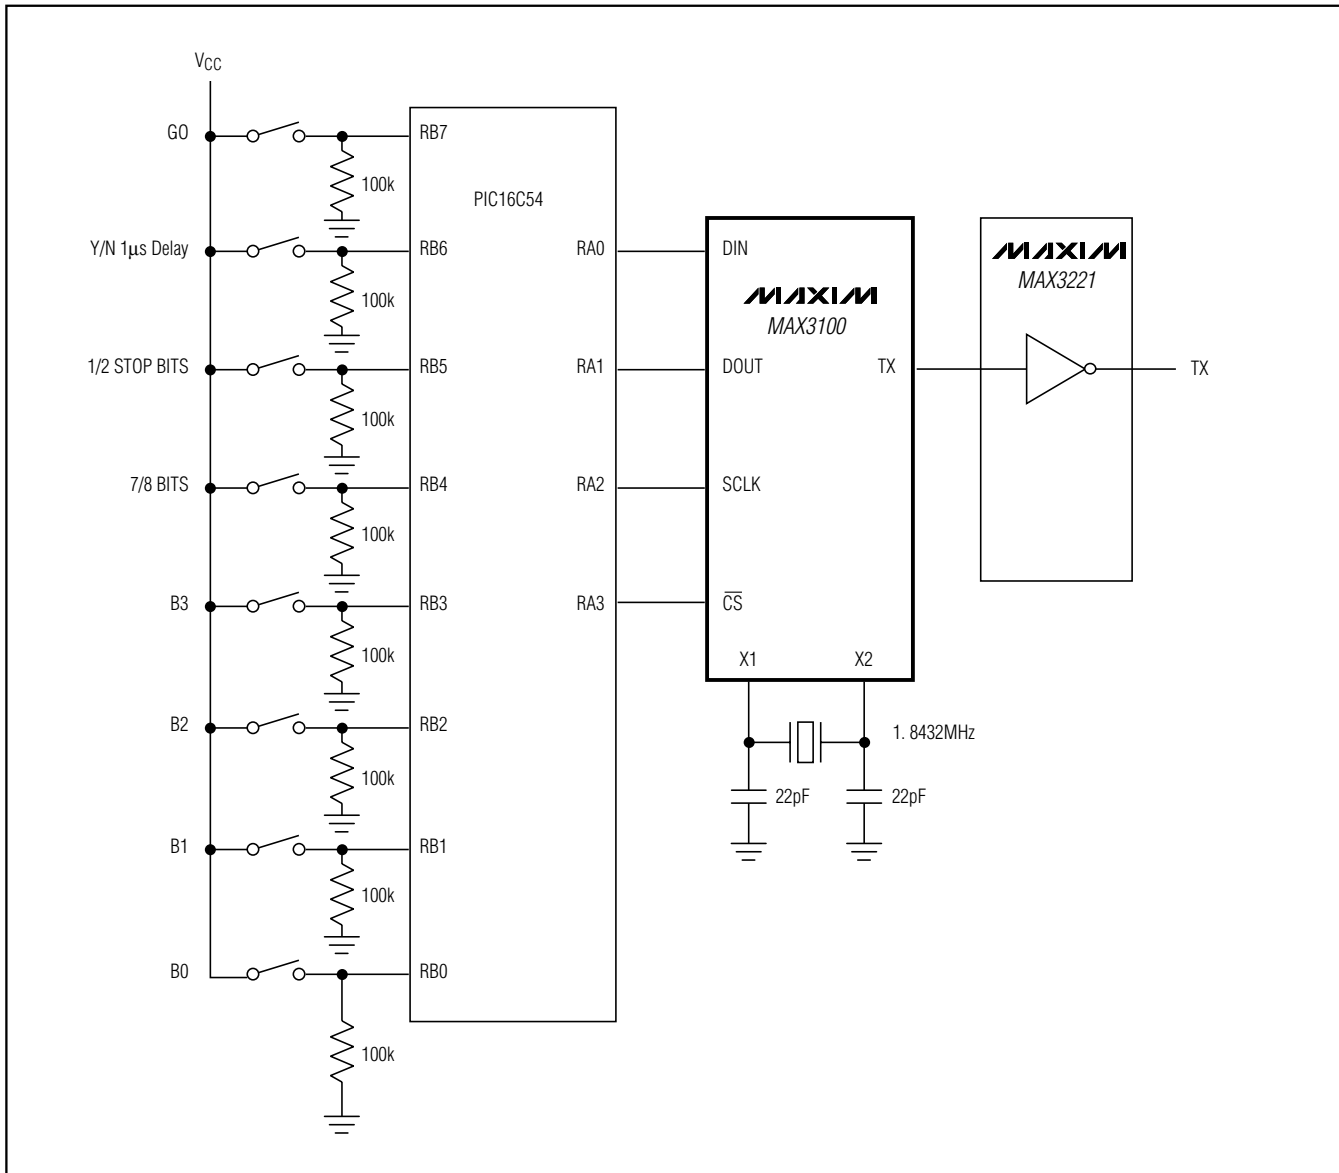 VCC
GO
RB7
100k
PIC16C54
Y/N 1µs Delay
RB6
RA0
DIN
MAXIM
MAX3100
MAXIM
MAX3221
100k
1/2 STOP BITS
RB5
RA1
DOUT
TX
TX
100k
7/8 BITS
RB4
RA2
SCLK
100k
B3
RB3
RA3
CS
100k
X1
X2
B2
RB2
1. 8432MHz
100k
22pF
22pF
B1
RB1
100k
B0
RB0
100k